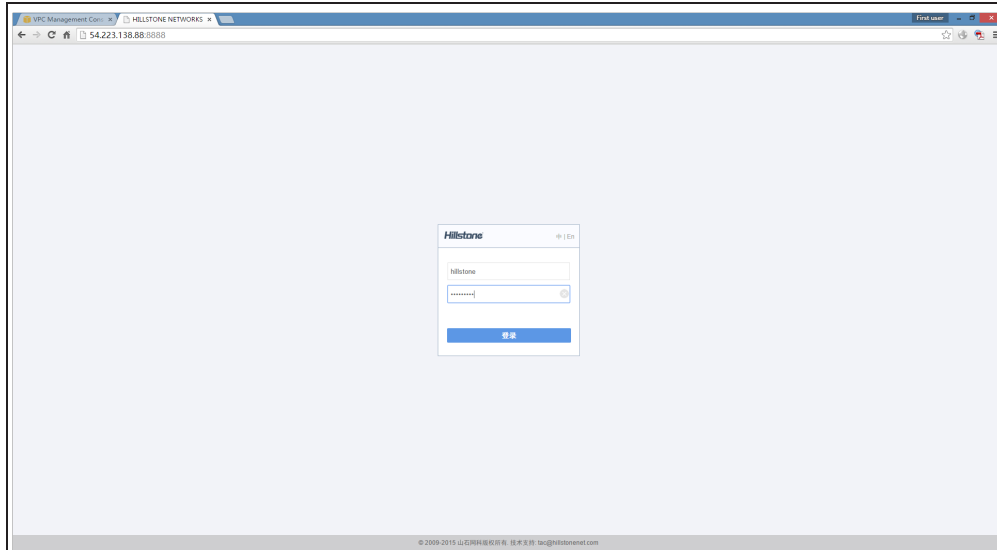 VPC Management Con
HILLSTONE NETWORKS
First user
54.223.138.88:8888
Hillstone
中 | En
hillstone
登录
© 2009-2015 山石网科版权所有. 技术支持: tac@hillstonenet.com